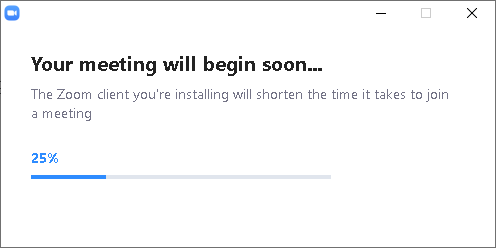 Your meeting will begin soon...
The Zoom client you're installing will shorten the time it takes to join
a meeting
25%